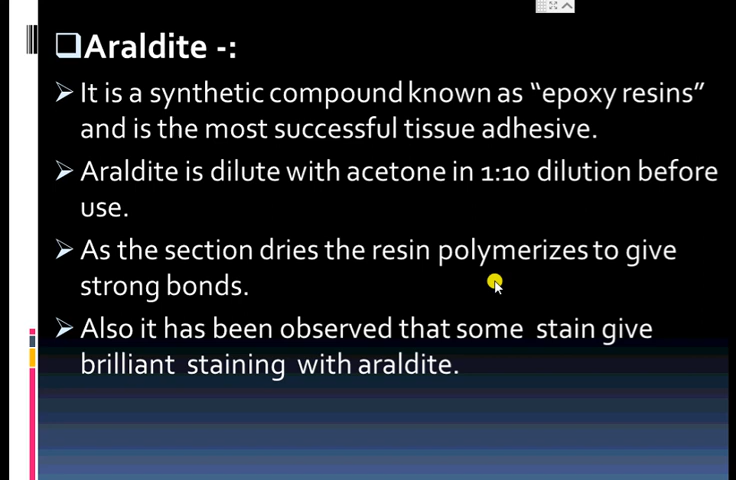 Araldite -:
It is a synthetic compound known as “epoxy resins”
and is the most successful tissue adhesive.
Araldite is dilute with acetone in 1:10 dilution before
use.
As the section dries the resin polymerizes to give
strong bonds.
Also it has been observed that some stain give
brilliant staining with araldite.